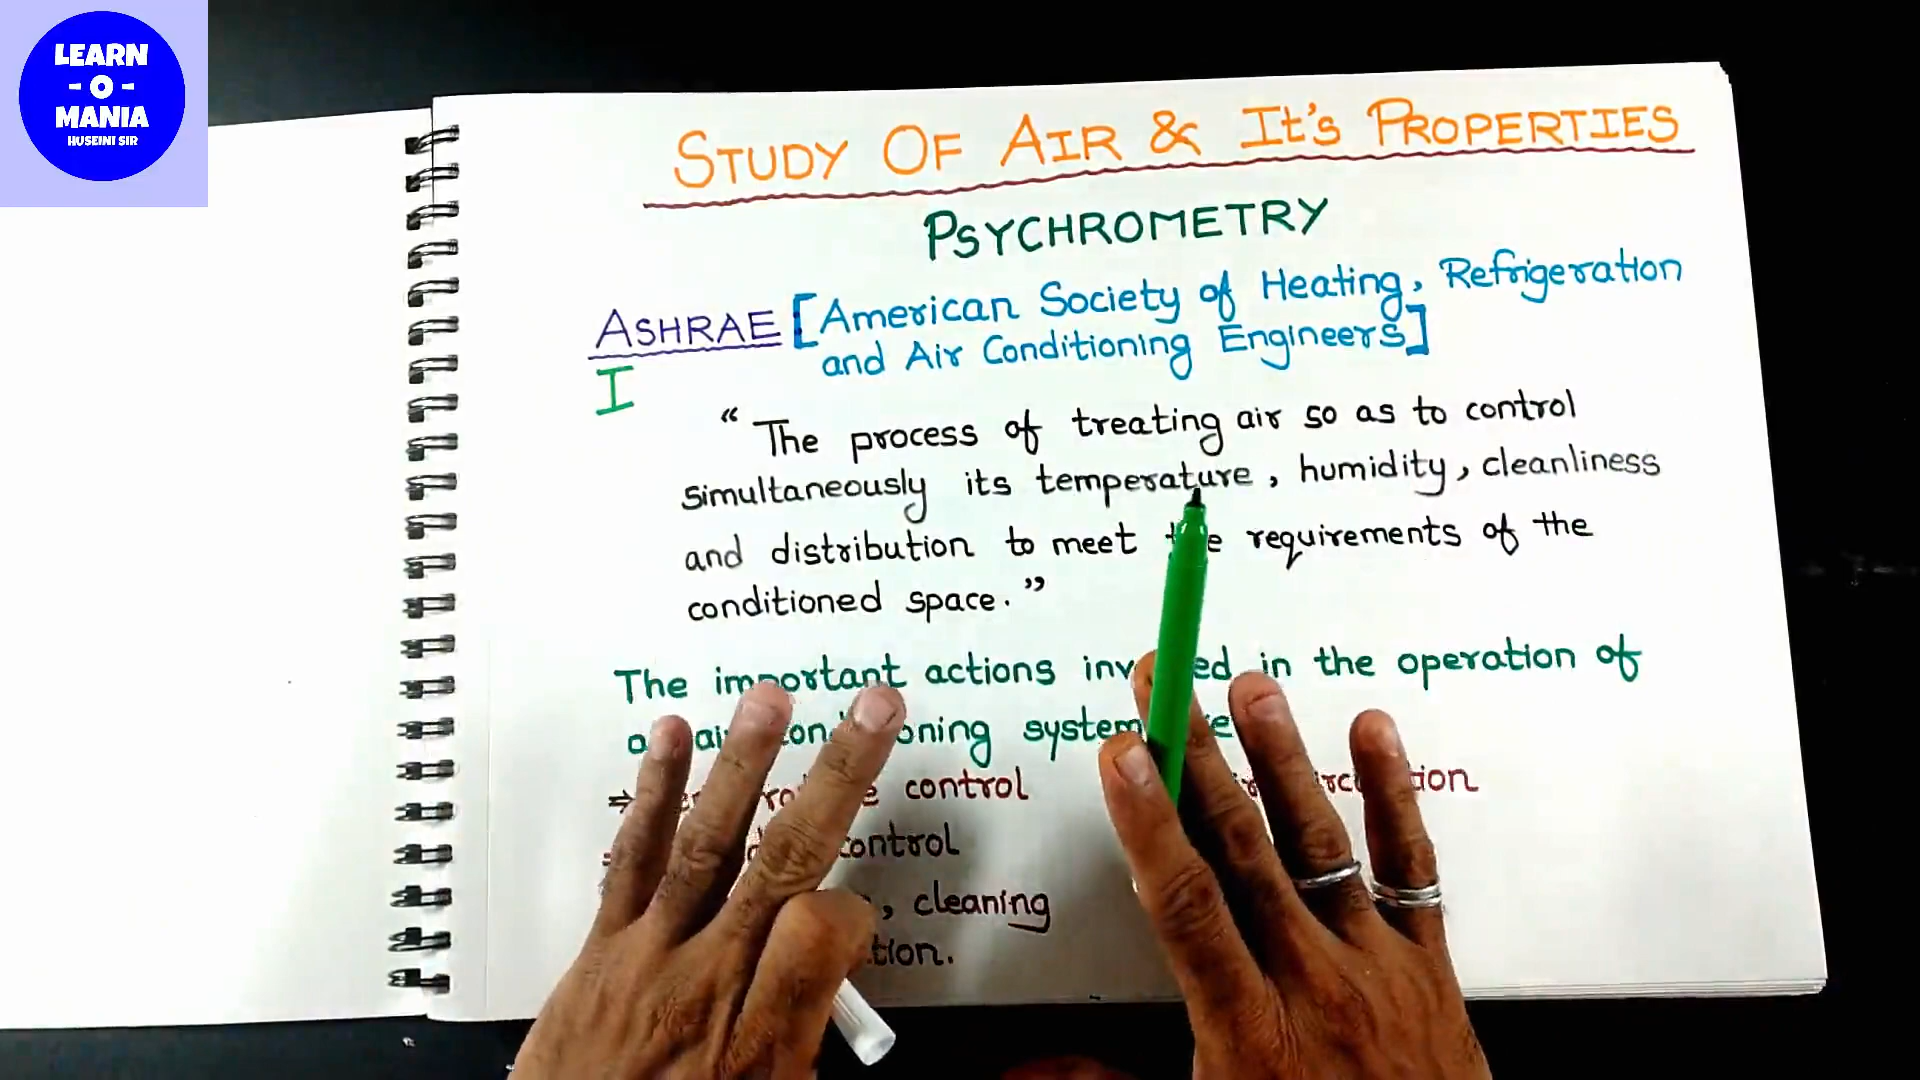 LEARN
- O -
MANIA
HUSEINI SIR
STUDY OF AIR & It's PROPERTIES
PSYCHROMETRY
ASHRAE [American Society of Heating, Refrigeration
and Air Conditioning Engineers]
I
“ The process of treating air so as to control
simultaneously its temperature, humidity, cleanliness
and distribution to meet the requirements of the
conditioned space. ”
The important actions in the operation of
system
⇒ control
control
, cleaning